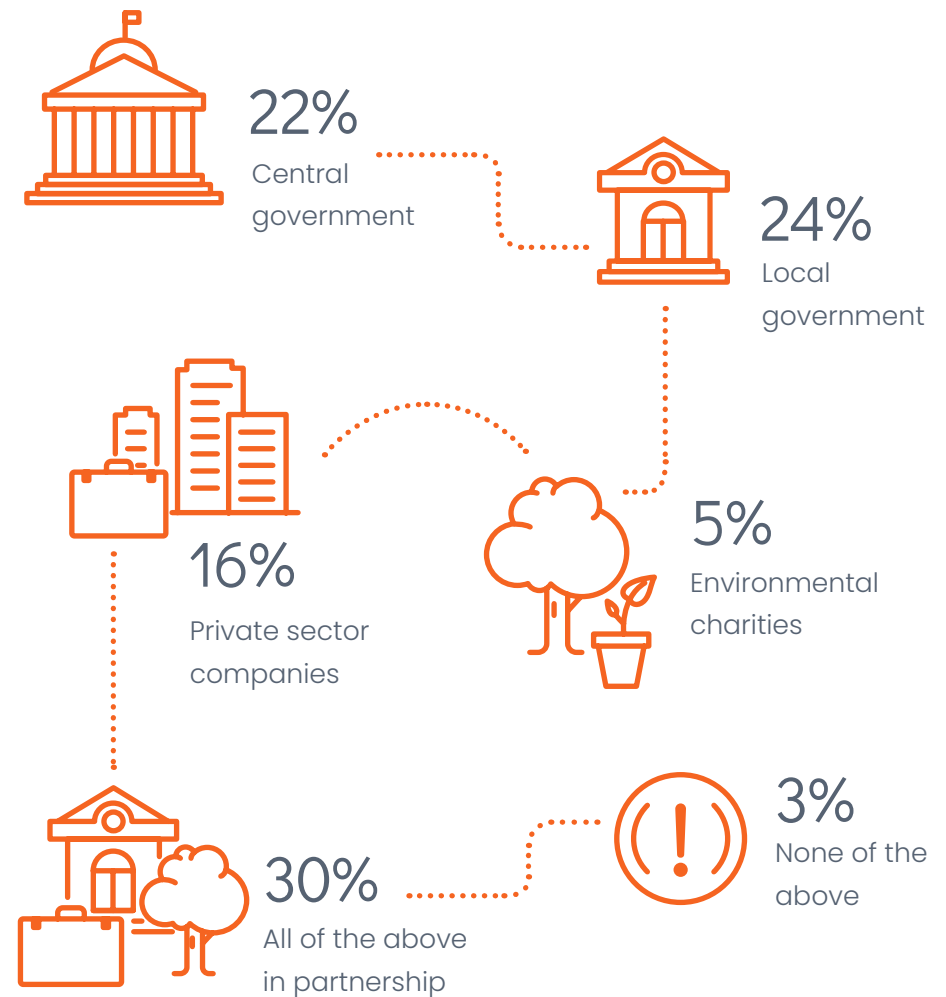 22%
Central
government
24%
Local
government
5%
Environmental
charities
16%
Private sector
companies
30%
All of the above
in partnership
3%
None of the
above